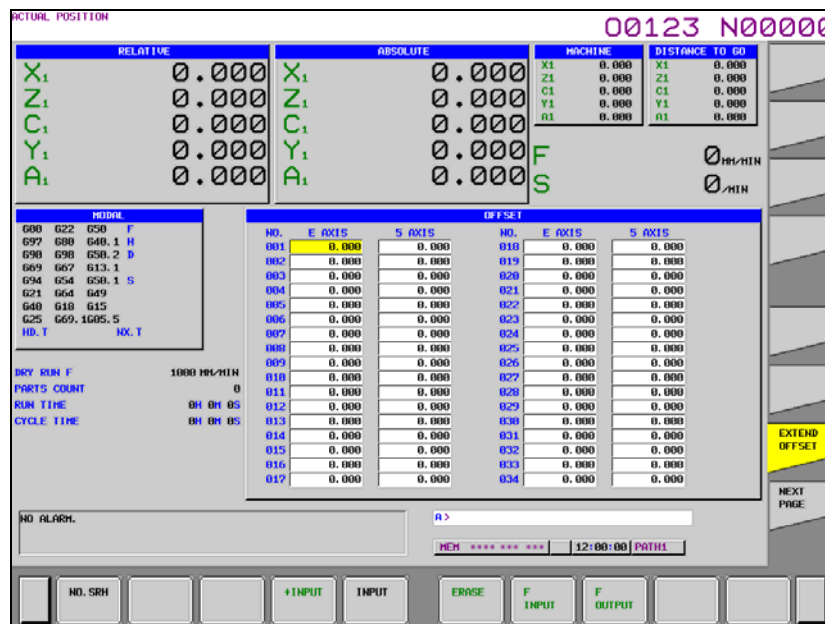 ACTUAL POSITION
O0123 N00000
RELATIVE
X1 0.000
Z1 0.000
C1 0.000
Y1 0.000
A1 0.000
ABSOLUTE
X1 0.000
Z1 0.000
C1 0.000
Y1 0.000
A1 0.000
MACHINE
X1 0.000
Z1 0.000
C1 0.000
Y1 0.000
A1 0.000
DISTANCE TO GO
X1 0.000
Z1 0.000
C1 0.000
Y1 0.000
A1 0.000
F 0 MM/MIN
S 0 /MIN
MODAL
G00 G22 G50 F
G97 G80 G40.1 H
G90 G98 G50.2 D
G69 G67 G13.1
G94 G54 G50.1 S
G21 G64 G49
G40 G18 G15
G25 G69.1G05.5
HD.T NX.T
DRY RUN F 1000 MM/MIN
PARTS COUNT 0
RUN TIME 0H 0M 0S
CYCLE TIME 0H 0M 0S
OFFSET
NO. E AXIS 5 AXIS NO. E AXIS 5 AXIS
001 0.000 0.000 018 0.000 0.000
002 0.000 0.000 019 0.000 0.000
003 0.000 0.000 020 0.000 0.000
004 0.000 0.000 021 0.000 0.000
005 0.000 0.000 022 0.000 0.000
006 0.000 0.000 023 0.000 0.000
007 0.000 0.000 024 0.000 0.000
008 0.000 0.000 025 0.000 0.000
009 0.000 0.000 026 0.000 0.000
010 0.000 0.000 027 0.000 0.000
011 0.000 0.000 028 0.000 0.000
012 0.000 0.000 029 0.000 0.000
013 0.000 0.000 030 0.000 0.000
014 0.000 0.000 031 0.000 0.000
015 0.000 0.000 032 0.000 0.000
016 0.000 0.000 033 0.000 0.000
017 0.000 0.000 034 0.000 0.000
EXTEND
OFFSET
NEXT
PAGE
NO ALARM.
A>
MEM **** *** *** 12:00:00 PATH1
NO.SRH
+INPUT
INPUT
ERASE
F
INPUT
F
OUTPUT